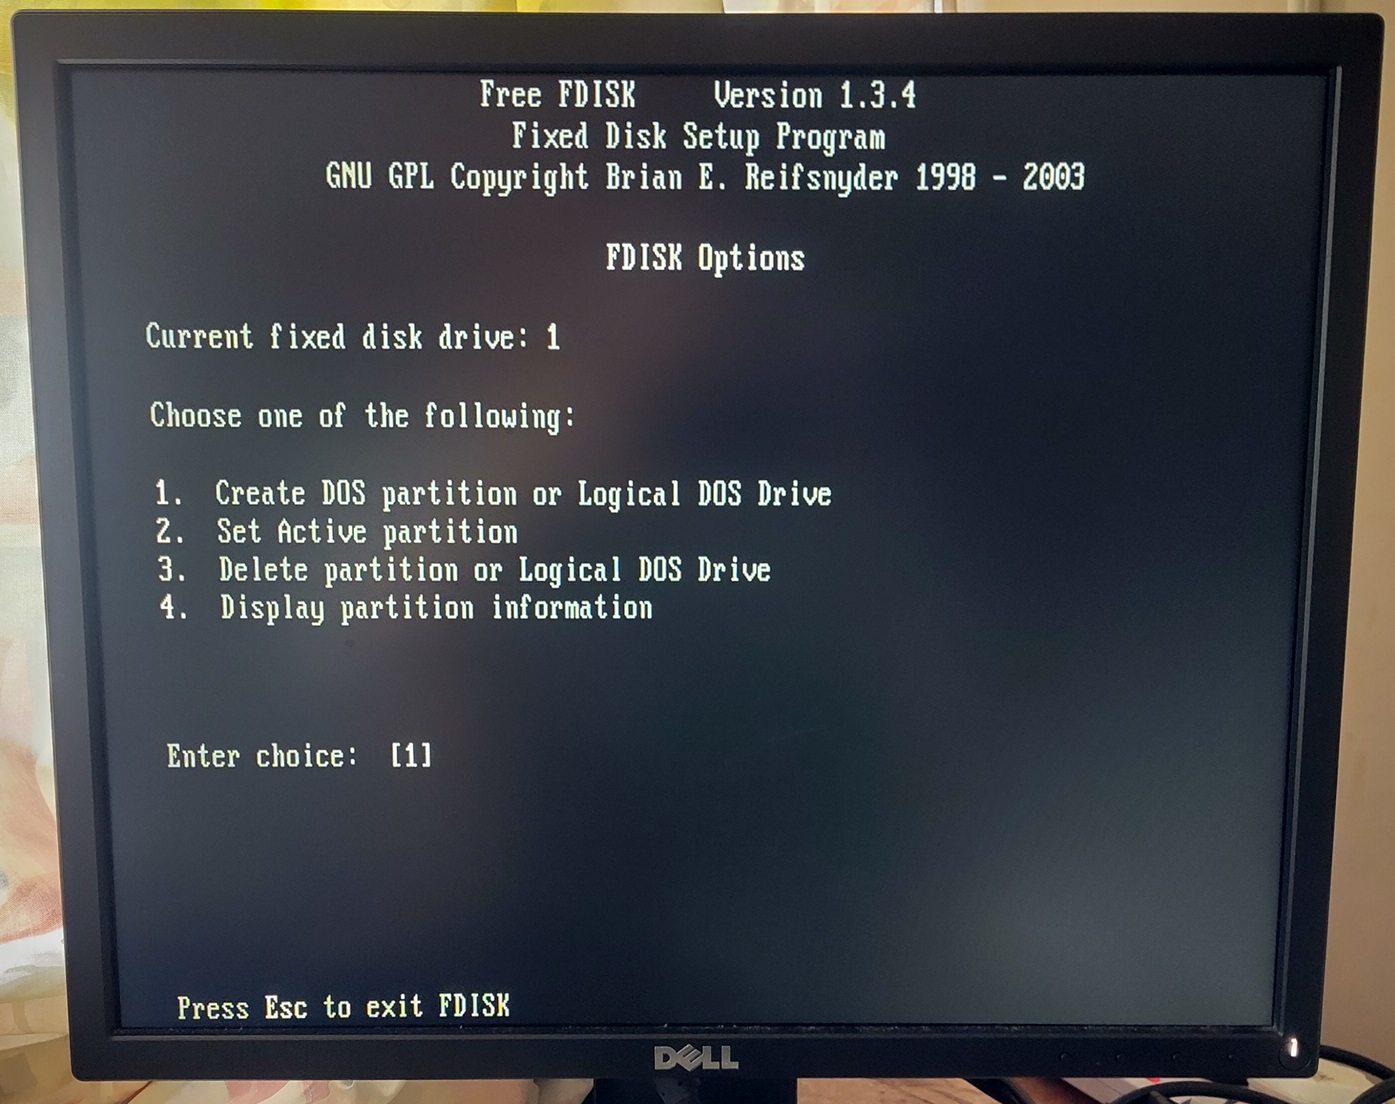 Free FDISK     Version 1.3.4
Fixed Disk Setup Program
GNU GPL Copyright Brian E. Reifsnyder 1998 - 2003
FDISK Options
Current fixed disk drive: 1
Choose one of the following:
1.  Create DOS partition or Logical DOS Drive
2.  Set Active partition
3.  Delete partition or Logical DOS Drive
4.  Display partition information
Enter choice:  [1]
Press Esc to exit FDISK
DELL